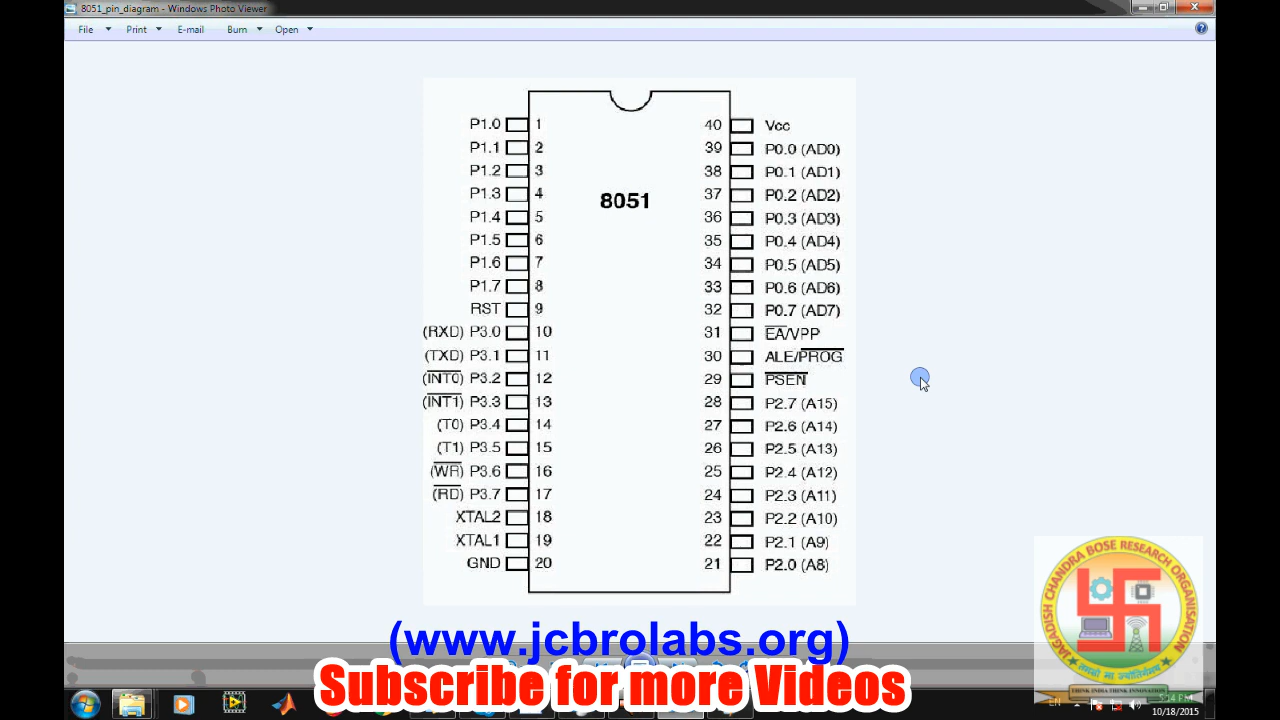 8051_pin_diagram - Windows Photo Viewer
File Print E-mail Burn Open
8051
P1.0 1 40 Vcc
P1.1 2 39 P0.0 (AD0)
P1.2 3 38 P0.1 (AD1)
P1.3 4 37 P0.2 (AD2)
P1.4 5 36 P0.3 (AD3)
P1.5 6 35 P0.4 (AD4)
P1.6 7 34 P0.5 (AD5)
P1.7 8 33 P0.6 (AD6)
RST 9 32 P0.7 (AD7)
(RXD) P3.0 10 31 E̅A̅/VPP
(TXD) P3.1 11 30 ALE/P̅R̅O̅G̅
(I̅N̅T̅0̅) P3.2 12 29 P̅S̅E̅N̅
(I̅N̅T̅1̅) P3.3 13 28 P2.7 (A15)
(T0) P3.4 14 27 P2.6 (A14)
(T1) P3.5 15 26 P2.5 (A13)
(W̅R̅) P3.6 16 25 P2.4 (A12)
(R̅D̅) P3.7 17 24 P2.3 (A11)
XTAL2 18 23 P2.2 (A10)
XTAL1 19 22 P2.1 (A9)
GND 20 21 P2.0 (A8)
JAGADISH CHANDRA BOSE RESEARCH ORGANISATION
THINK INDIA THINK INNOVATION
(www.jcbrolabs.org)
Subscribe for more Videos
EN
10/18/2015